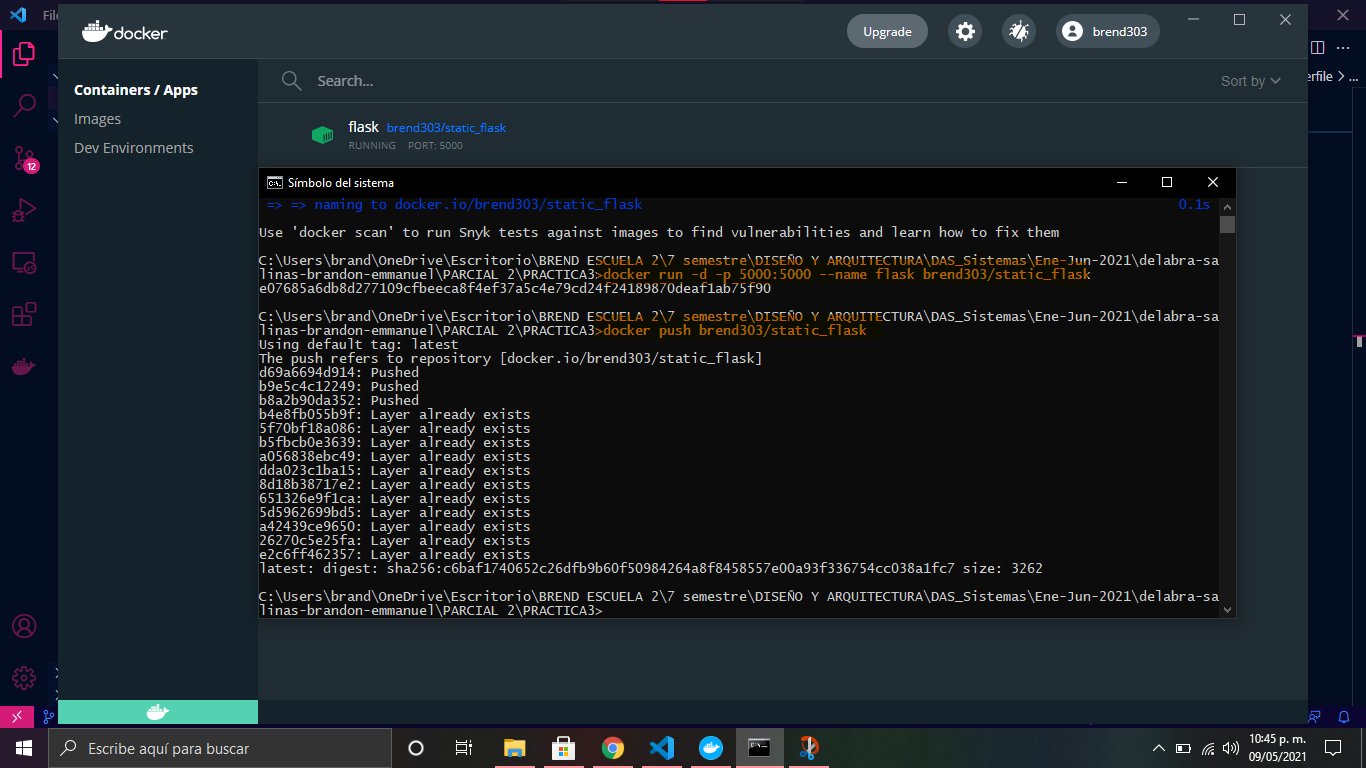 File
docker
Upgrade
brend303
erfile > ...
Search...
Sort by
Containers / Apps
Images
Dev Environments
flask brend303/static_flask
RUNNING PORT: 5000
12
Símbolo del sistema
=> => naming to docker.io/brend303/static_flask 0.1s
Use 'docker scan' to run Snyk tests against images to find vulnerabilities and learn how to fix them
C:\Users\brand\OneDrive\Escritorio\BREND ESCUELA 2\7 semestre\DISEÑO Y ARQUITECTURA\DAS_Sistemas\Ene-Jun-2021\delabra-sa
linas-brandon-emmanuel\PARCIAL 2\PRACTICA3>docker run -d -p 5000:5000 --name flask brend303/static_flask
e07685a6db8d277109cfbeeca8f4ef37a5c4e79cd24f24189870deaf1ab75f90
C:\Users\brand\OneDrive\Escritorio\BREND ESCUELA 2\7 semestre\DISEÑO Y ARQUITECTURA\DAS_Sistemas\Ene-Jun-2021\delabra-sa
linas-brandon-emmanuel\PARCIAL 2\PRACTICA3>docker push brend303/static_flask
Using default tag: latest
The push refers to repository [docker.io/brend303/static_flask]
d69a6694d914: Pushed
b9e5c4c12249: Pushed
b8a2b90da352: Pushed
b4e8fb055b9f: Layer already exists
5f70bf18a086: Layer already exists
b5fbcb0e3639: Layer already exists
a056838ebc49: Layer already exists
dda023c1ba15: Layer already exists
8d18b38717e2: Layer already exists
651326e9f1ca: Layer already exists
5d5962699bd5: Layer already exists
a42439ce9650: Layer already exists
26270c5e25fa: Layer already exists
e2c6ff462357: Layer already exists
latest: digest: sha256:c6baf1740652c26dfb9b60f50984264a8f8458557e00a93f336754cc038a1fc7 size: 3262
C:\Users\brand\OneDrive\Escritorio\BREND ESCUELA 2\7 semestre\DISEÑO Y ARQUITECTURA\DAS_Sistemas\Ene-Jun-2021\delabra-sa
linas-brandon-emmanuel\PARCIAL 2\PRACTICA3>
Escribe aquí para buscar
10:45 p. m.
09/05/2021